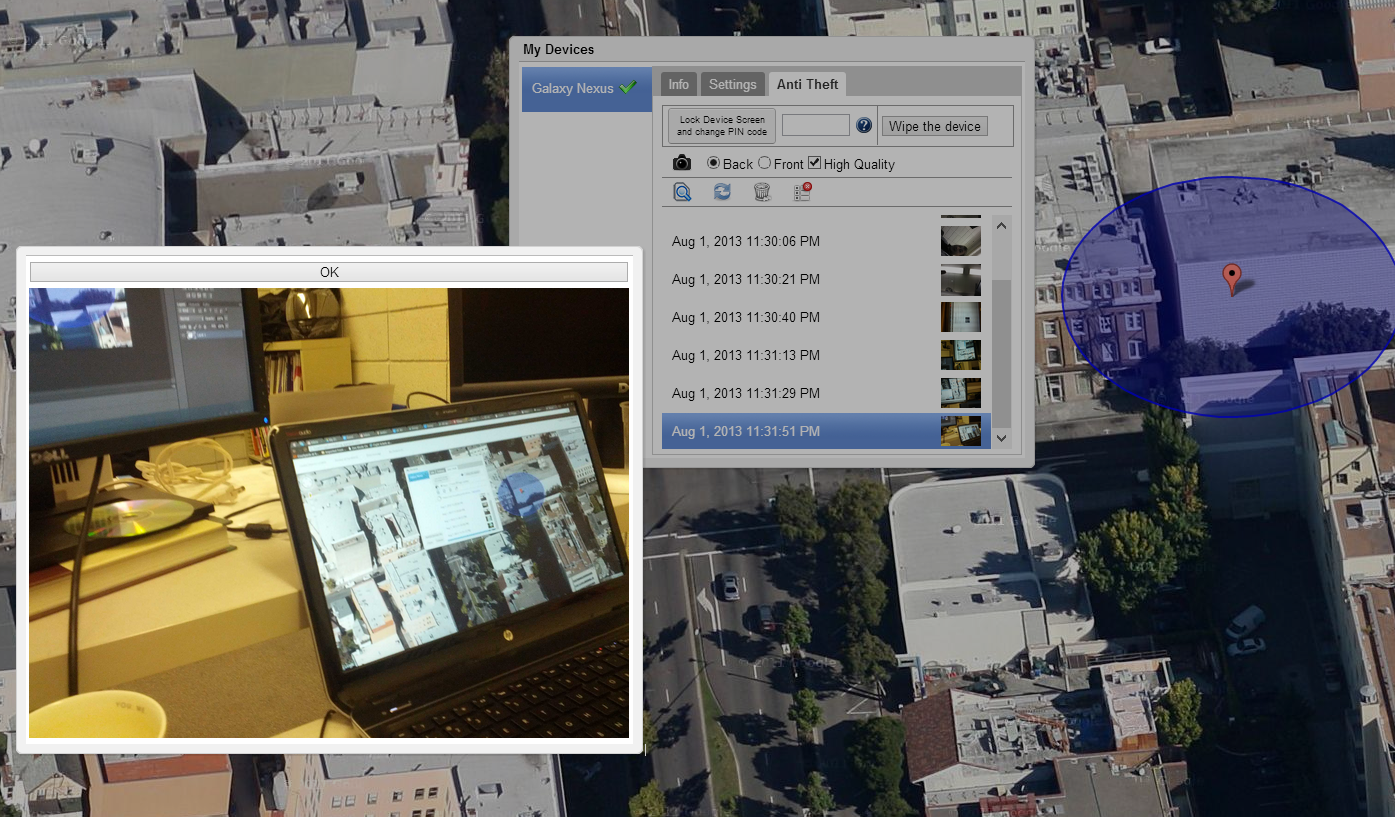 My Devices
Galaxy Nexus
Info
Settings
Anti Theft
Lock Device Screen
and change PIN code
?
Wipe the device
Back
Front
High Quality
Aug 1, 2013 11:30:06 PM
Aug 1, 2013 11:30:21 PM
Aug 1, 2013 11:30:40 PM
Aug 1, 2013 11:31:13 PM
Aug 1, 2013 11:31:29 PM
Aug 1, 2013 11:31:51 PM
OK
DELL
hp
YOU ME